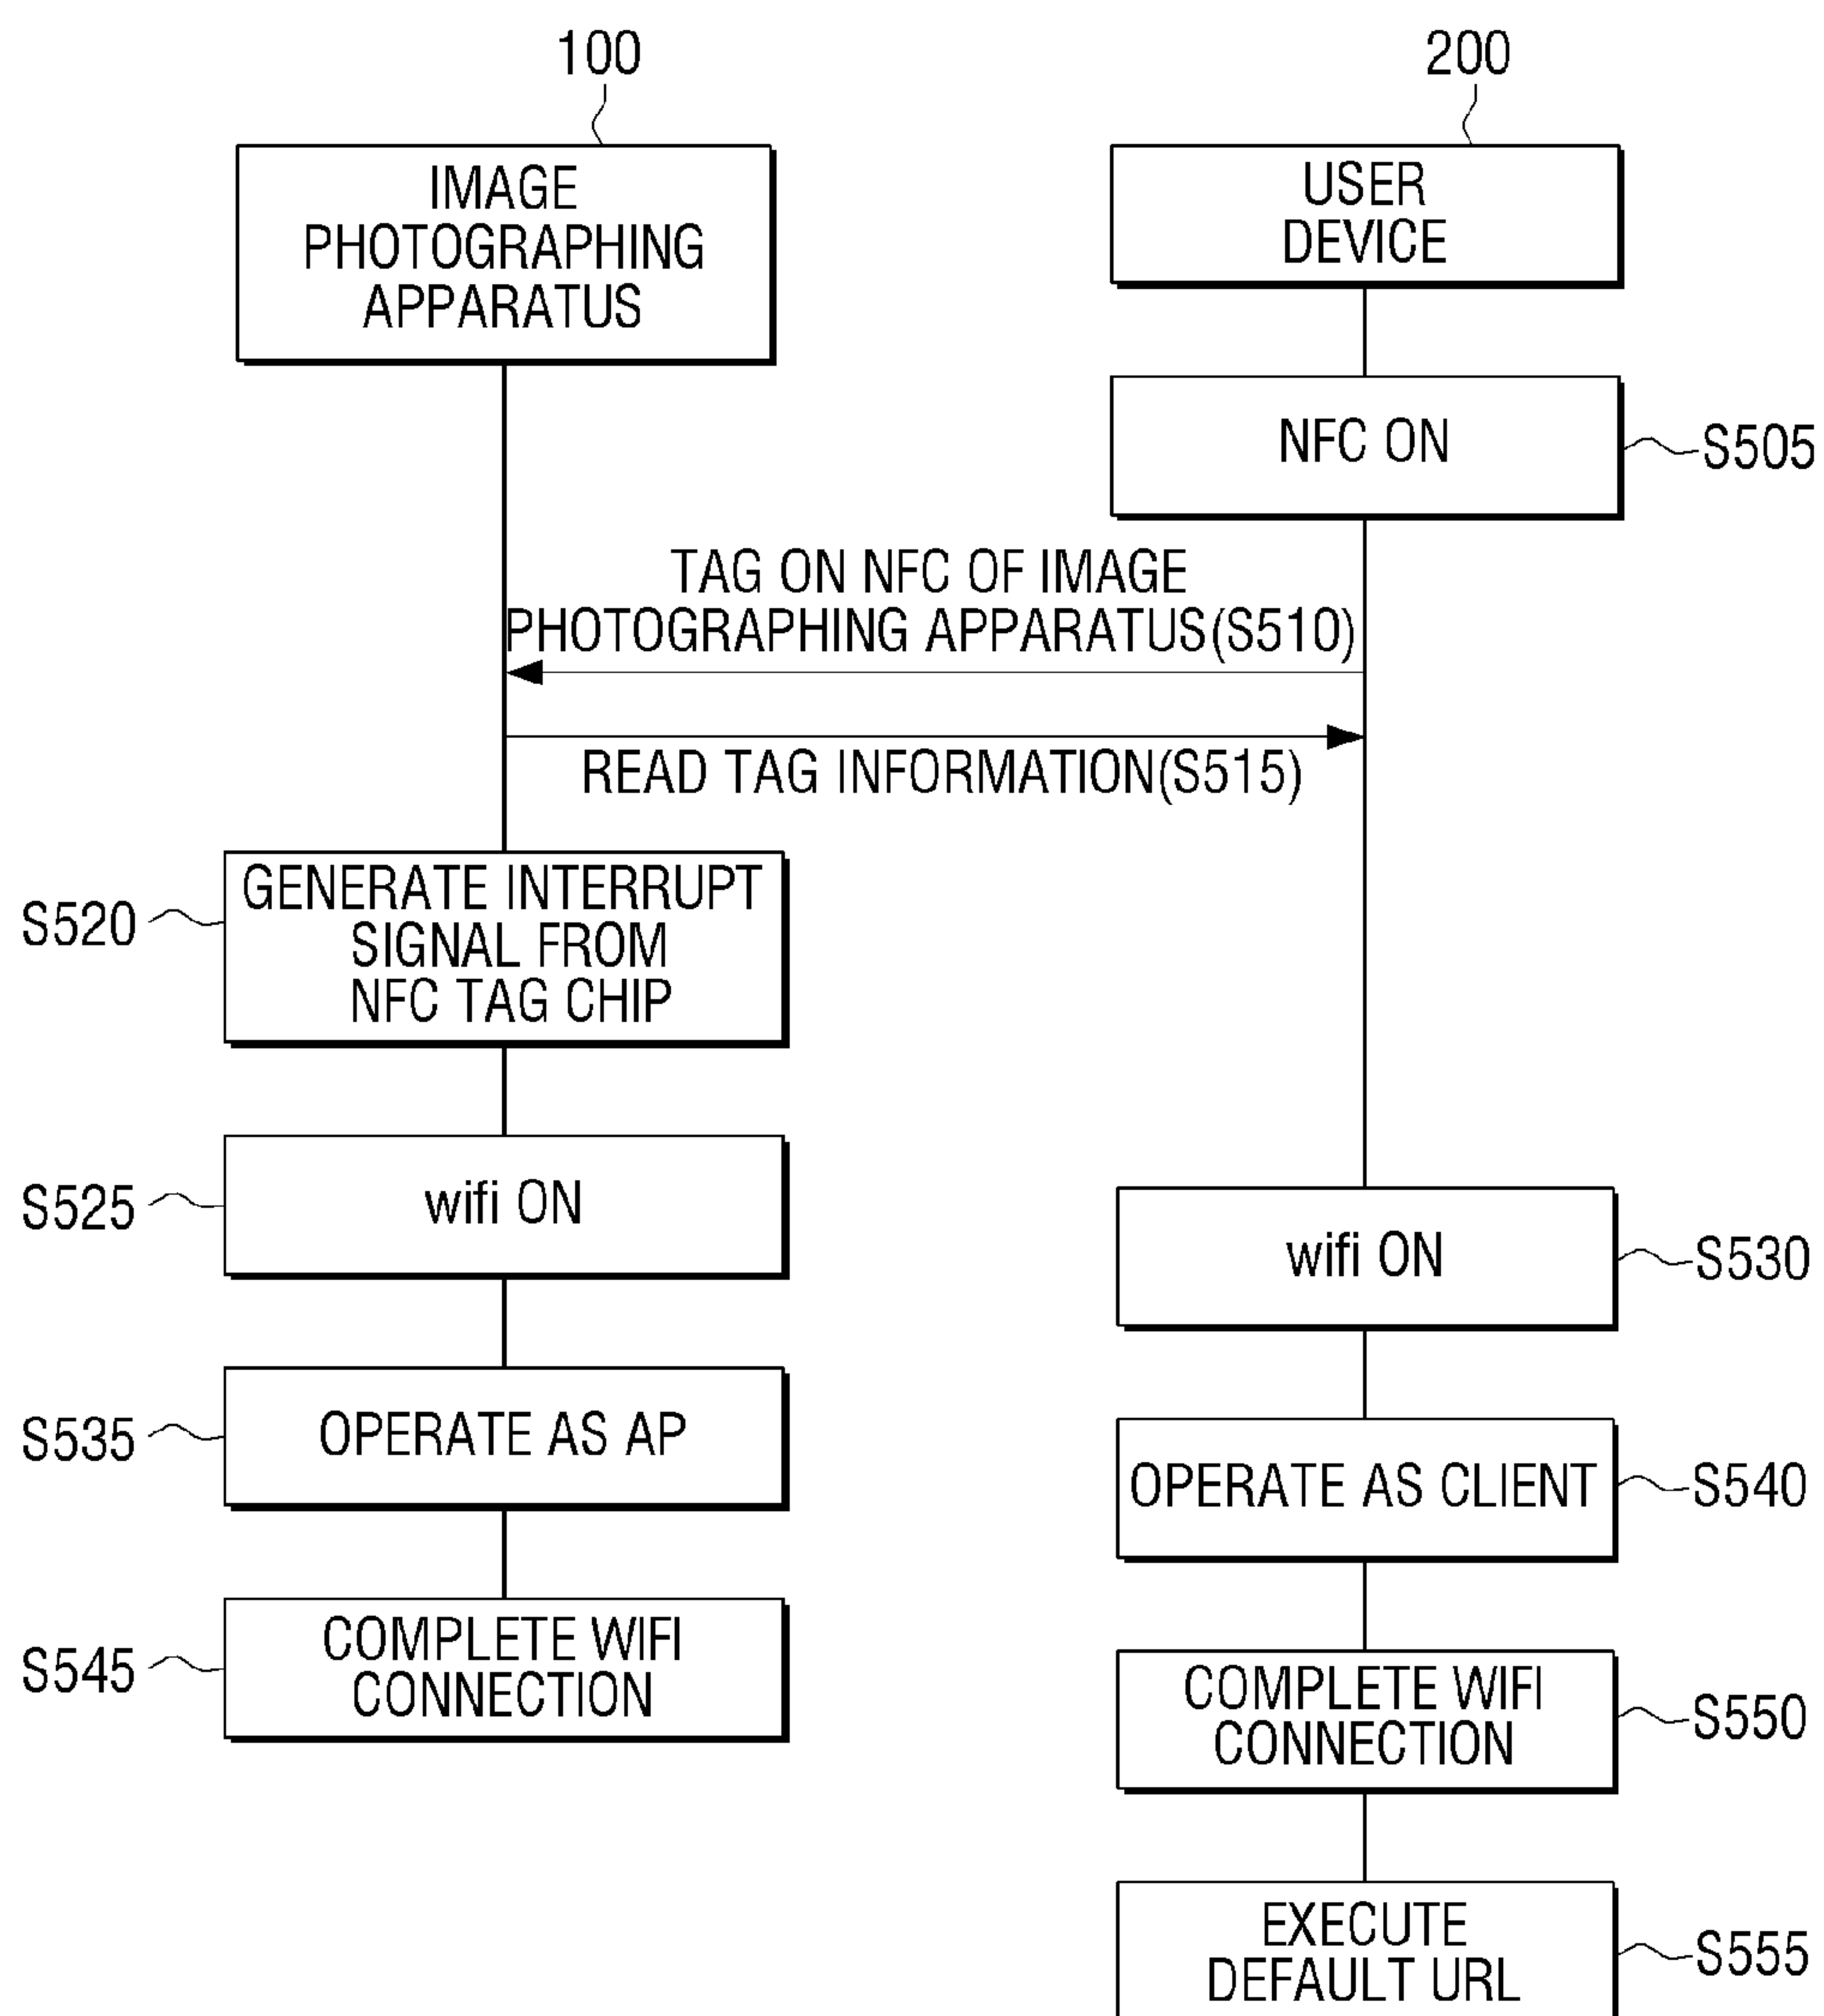 100
200
IMAGE
PHOTOGRAPHING
APPARATUS
USER
DEVICE
NFC ON
S505
TAG ON NFC OF IMAGE
PHOTOGRAPHING APPARATUS(S510)
READ TAG INFORMATION(S515)
S520
GENERATE INTERRUPT
SIGNAL FROM
NFC TAG CHIP
S525
wifi ON
wifi ON
S530
S535
OPERATE AS AP
OPERATE AS CLIENT
S540
S545
COMPLETE WIFI
CONNECTION
COMPLETE WIFI
CONNECTION
S550
EXECUTE
DEFAULT URL
S555